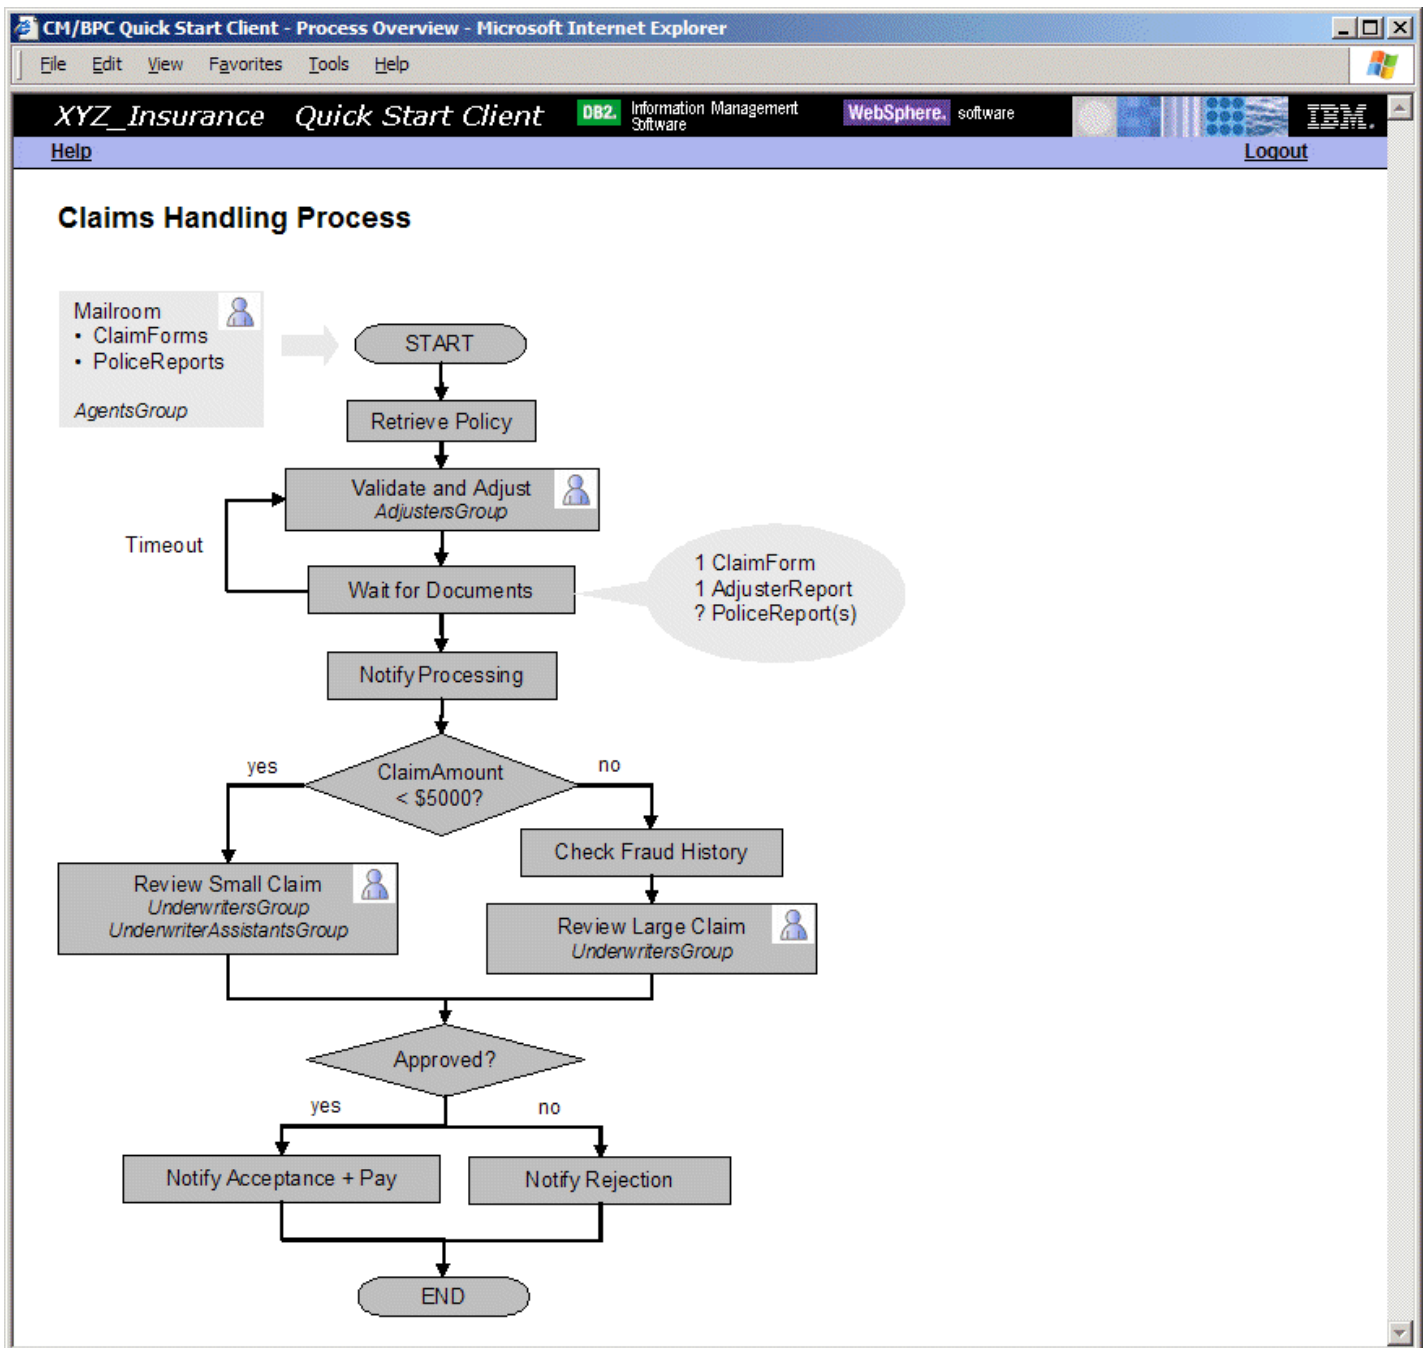 CM/BPC Quick Start Client - Process Overview - Microsoft Internet Explorer
File Edit View Favorites Tools Help
XYZ_Insurance Quick Start Client DB2. Information Management Software WebSphere. software IBM.
Help Logout
Claims Handling Process
Mailroom
• ClaimForms
• PoliceReports
AgentsGroup
START
Retrieve Policy
Validate and Adjust
AdjustersGroup
Timeout
Wait for Documents
1 ClaimForm
1 AdjusterReport
? PoliceReport(s)
Notify Processing
ClaimAmount
< $5000?
yes
no
Check Fraud History
Review Small Claim
UnderwritersGroup
UnderwriterAssistantsGroup
Review Large Claim
UnderwritersGroup
Approved?
yes
no
Notify Acceptance + Pay
Notify Rejection
END